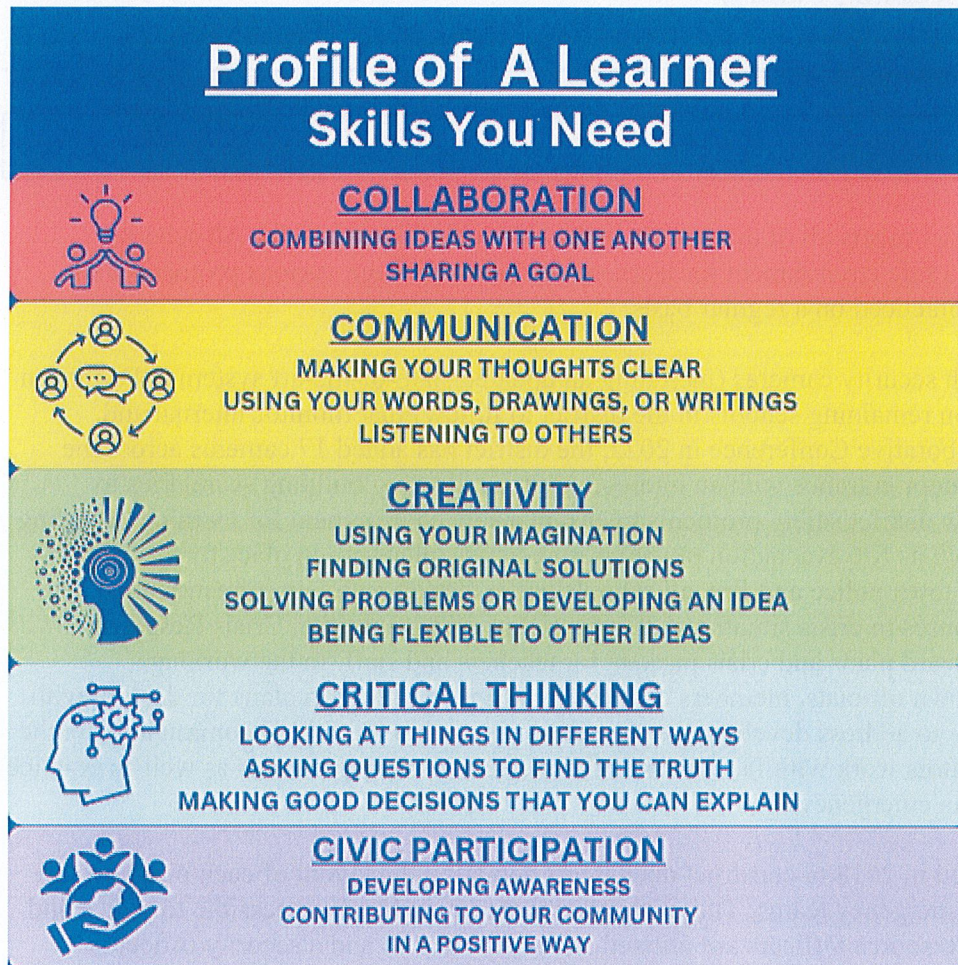 Profile of A Learner
Skills You Need
COLLABORATION
COMBINING IDEAS WITH ONE ANOTHER
SHARING A GOAL
COMMUNICATION
MAKING YOUR THOUGHTS CLEAR
USING YOUR WORDS, DRAWINGS, OR WRITINGS
LISTENING TO OTHERS
CREATIVITY
USING YOUR IMAGINATION
FINDING ORIGINAL SOLUTIONS
SOLVING PROBLEMS OR DEVELOPING AN IDEA
BEING FLEXIBLE TO OTHER IDEAS
CRITICAL THINKING
LOOKING AT THINGS IN DIFFERENT WAYS
ASKING QUESTIONS TO FIND THE TRUTH
MAKING GOOD DECISIONS THAT YOU CAN EXPLAIN
CIVIC PARTICIPATION
DEVELOPING AWARENESS
CONTRIBUTING TO YOUR COMMUNITY
IN A POSITIVE WAY